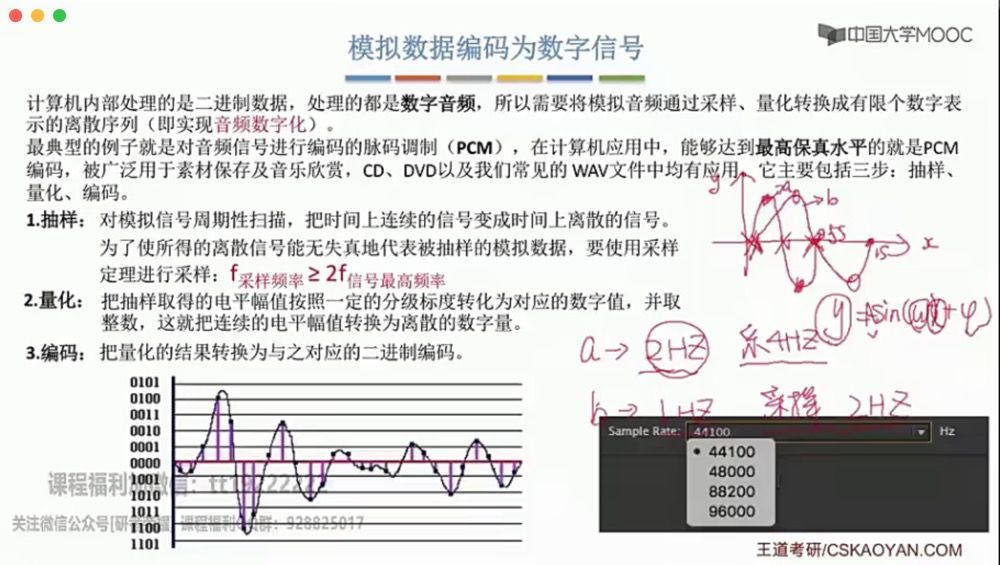 中国大学MOOC
模拟数据编码为数字信号
计算机内部处理的是二进制数据，处理的都是数字音频，所以需要将模拟音频通过采样、量化转换成有限个数字表
示的离散序列（即实现音频数字化）。
最典型的例子就是对音频信号进行编码的脉码调制（PCM），在计算机应用中，能够达到最高保真水平的就是PCM
编码，被广泛用于素材保存及音乐欣赏，CD、DVD以及我们常见的 WAV文件中均有应用。它主要包括三步：抽样、
量化、编码。
1.抽样：对模拟信号周期性扫描，把时间上连续的信号变成时间上离散的信号。
为了使所得的离散信号能无失真地代表被抽样的模拟数据，要使用采样
定理进行采样：f采样频率 ≥ 2f信号最高频率
2.量化：把抽样取得的电平幅值按照一定的分级标度转化为对应的数字值，并取
整数，这就把连续的电平幅值转换为离散的数字量。
3.编码：把量化的结果转换为与之对应的二进制编码。
y
a
b
x
1s
y=Asin(ωx+φ)
a→ 2HZ 采4HZ
b→ 1HZ 采样 2HZ
0101
0100
0011
0010
0001
0000
1001
1010
1011
1100
1101
课程福利
关注微信公众号
课程福利
群：928825017
Sample Rate: 44100 Hz
44100
48000
88200
96000
王道考研/CSKAOYAN.COM